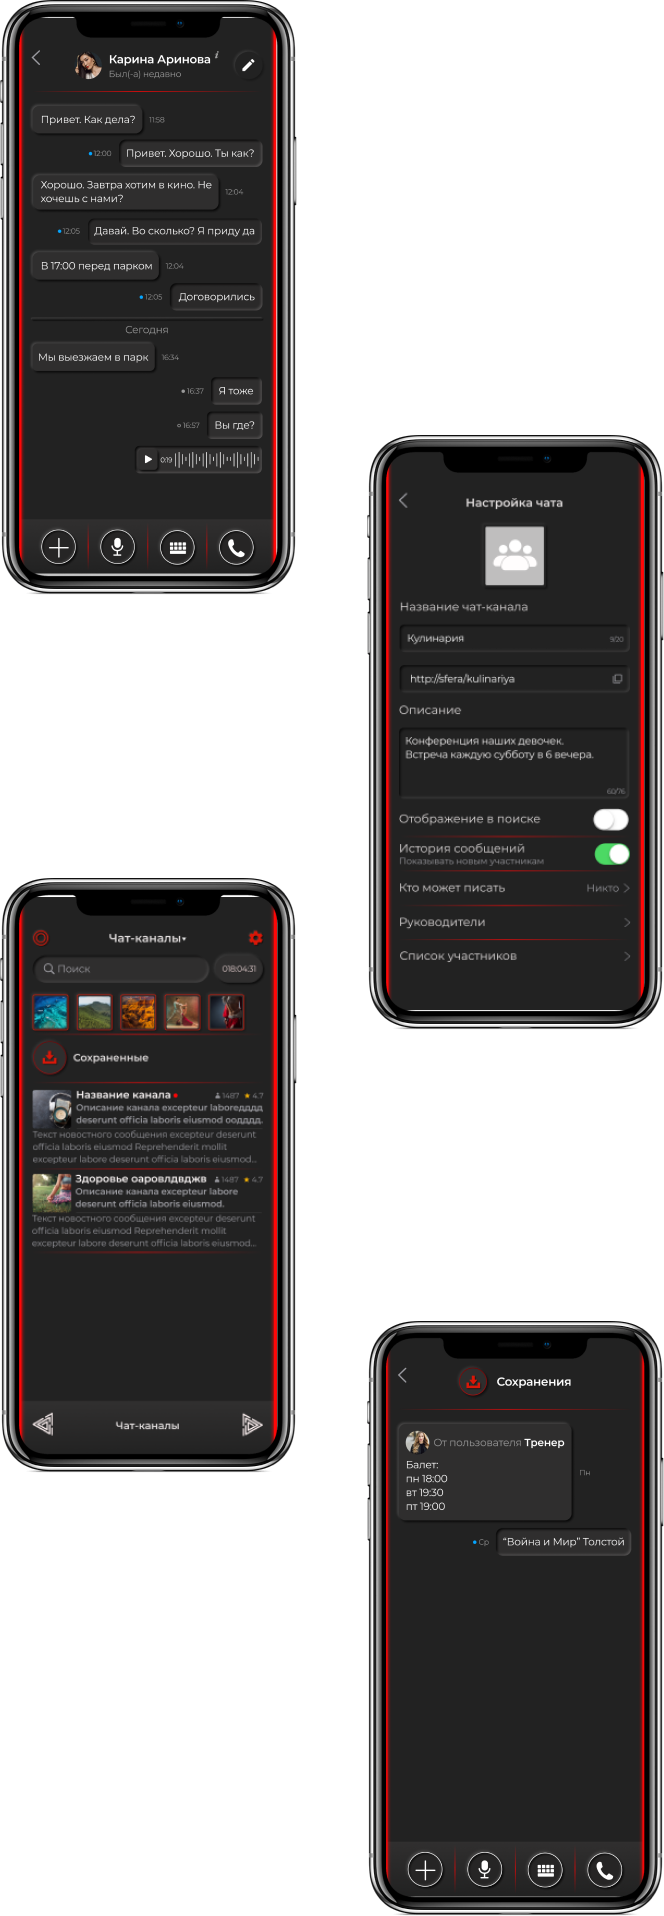 Карина Аринова i
Был(-а) недавно
Привет. Как дела? 11:58
12:00 Привет. Хорошо. Ты как?
Хорошо. Завтра хотим в кино. Не
хочешь с нами? 12:04
12:05 Давай. Во сколько? Я приду да
В 17:00 перед парком 12:04
12:05 Договорились
Сегодня
Мы выезжаем в парк 16:34
16:37 Я тоже
16:57 Вы где?
0:19
Настройка чата
Название чат-канала
Кулинария 9/20
http://sfera/kulinariya
Описание
Конференция наших девочек.
Встреча каждую субботу в 6 вечера.
60/76
Отображение в поиске
История сообщений
Показывать новым участникам
Кто может писать Никто
Руководители
Список участников
Чат-каналы
Поиск 018:04:31
Сохраненные
Название канала 1487 4.7
Описание канала excepteur laboreдддд
deserunt officia laboris eiusmod оодддд.
Текст новостного сообщения excepteur deserunt
officia laboris eiusmod Reprehenderit mollit
excepteur labore deserunt officia laboris eiusmod...
Здоровье оаровлдвджв 1487 4.7
Описание канала excepteur labore
deserunt officia laboris eiusmod.
Текст новостного сообщения excepteur deserunt
officia laboris eiusmod Reprehenderit mollit
excepteur labore deserunt officia laboris eiusmod...
Чат-каналы
Сохранения
От пользователя Тренер
Балет:
пн 18:00
вт 19:30
пт 19:00
Пн
Ср "Война и Мир" Толстой